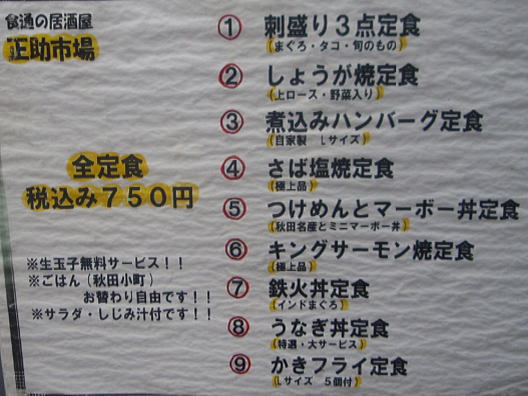 食通の居酒屋
正助市場
全定食
税込み750円
※生玉子無料サービス!!
※ごはん(秋田小町)
お替わり自由です!!
※サラダ・しじみ汁付です!!
① 刺盛り3点定食
(まぐろ・タコ・旬のもの)
② しょうが焼定食
(上ロース・野菜入り)
③ 煮込みハンバーグ定食
(自家製 Lサイズ)
④ さば塩焼定食
(極上品)
⑤ つけめんとマーボー丼定食
(秋田名産とミニマーボー丼)
⑥ キングサーモン焼定食
(極上品)
⑦ 鉄火丼定食
(インドまぐろ)
⑧ うなぎ丼定食
(特選・大サービス)
⑨ かきフライ定食
(Lサイズ 5個付)